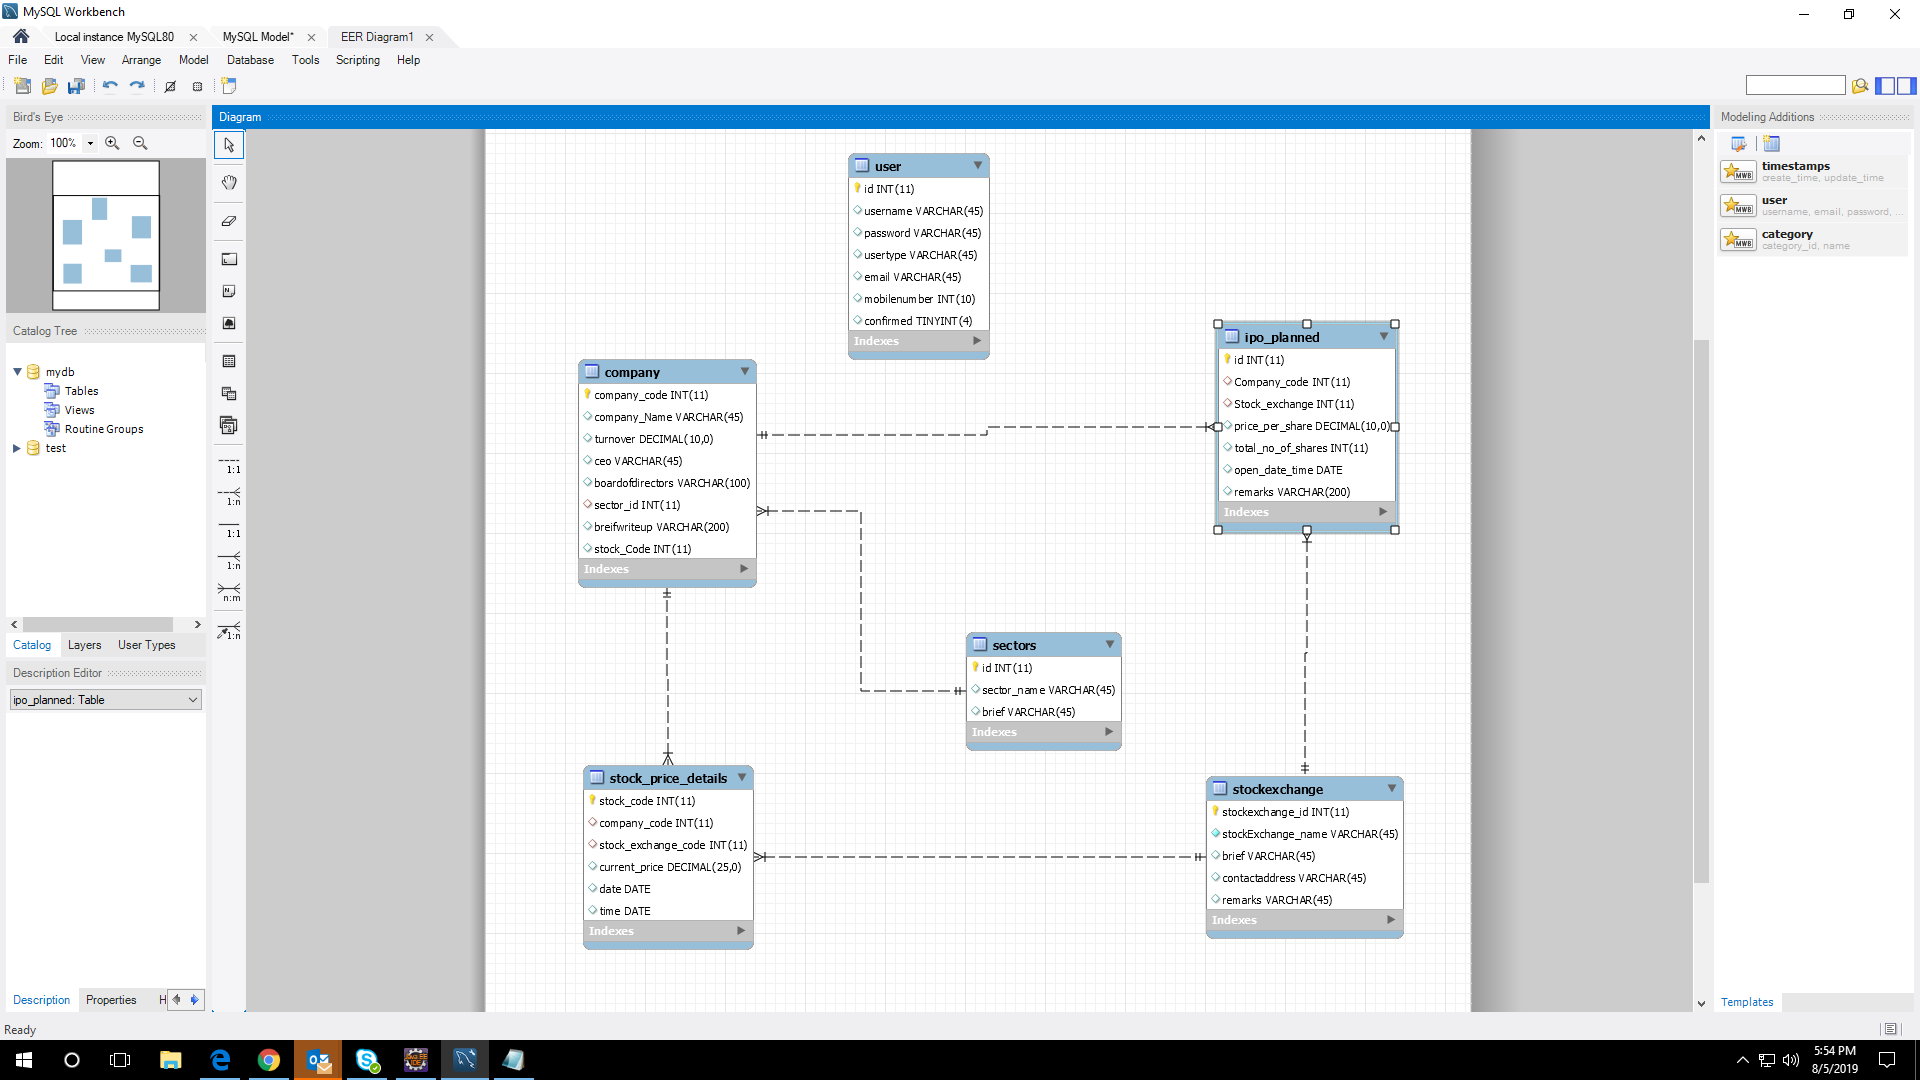 MySQL Workbench
Local instance MySQL80
MySQL Model*
EER Diagram1
File Edit View Arrange Model Database Tools Scripting Help
Bird's Eye
Zoom: 100%
Catalog Tree
mydb
Tables
Views
Routine Groups
test
Catalog Layers User Types
Description Editor
ipo_planned: Table
Description Properties H
1:1
1:n
1:1
1:n
n:m
1:n
Diagram
user
id INT(11)
username VARCHAR(45)
password VARCHAR(45)
usertype VARCHAR(45)
email VARCHAR(45)
mobilenumber INT(10)
confirmed TINYINT(4)
Indexes
company
company_code INT(11)
company_Name VARCHAR(45)
turnover DECIMAL(10,0)
ceo VARCHAR(45)
boardofdirectors VARCHAR(100)
sector_id INT(11)
breifwriteup VARCHAR(200)
stock_Code INT(11)
Indexes
ipo_planned
id INT(11)
Company_code INT(11)
Stock_exchange INT(11)
price_per_share DECIMAL(10,0)
total_no_of_shares INT(11)
open_date_time DATE
remarks VARCHAR(200)
Indexes
sectors
id INT(11)
sector_name VARCHAR(45)
brief VARCHAR(45)
Indexes
stock_price_details
stock_code INT(11)
company_code INT(11)
stock_exchange_code INT(11)
current_price DECIMAL(25,0)
date DATE
time DATE
Indexes
stockexchange
stockexchange_id INT(11)
stockExchange_name VARCHAR(45)
brief VARCHAR(45)
contactaddress VARCHAR(45)
remarks VARCHAR(45)
Indexes
Modeling Additions
MWB
timestamps
create_time, update_time
MWB
user
username, email, password, ...
MWB
category
category_id, name
Templates
Ready
5:54 PM
8/5/2019